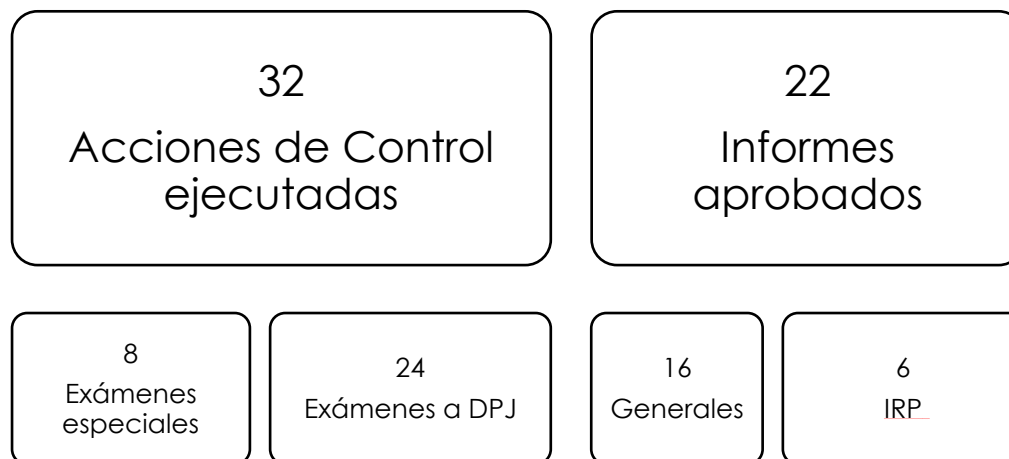 32
Acciones de Control
ejecutadas
22
Informes
aprobados
8
Exámenes
especiales
24
Exámenes a DPJ
16
Generales
6
IRP